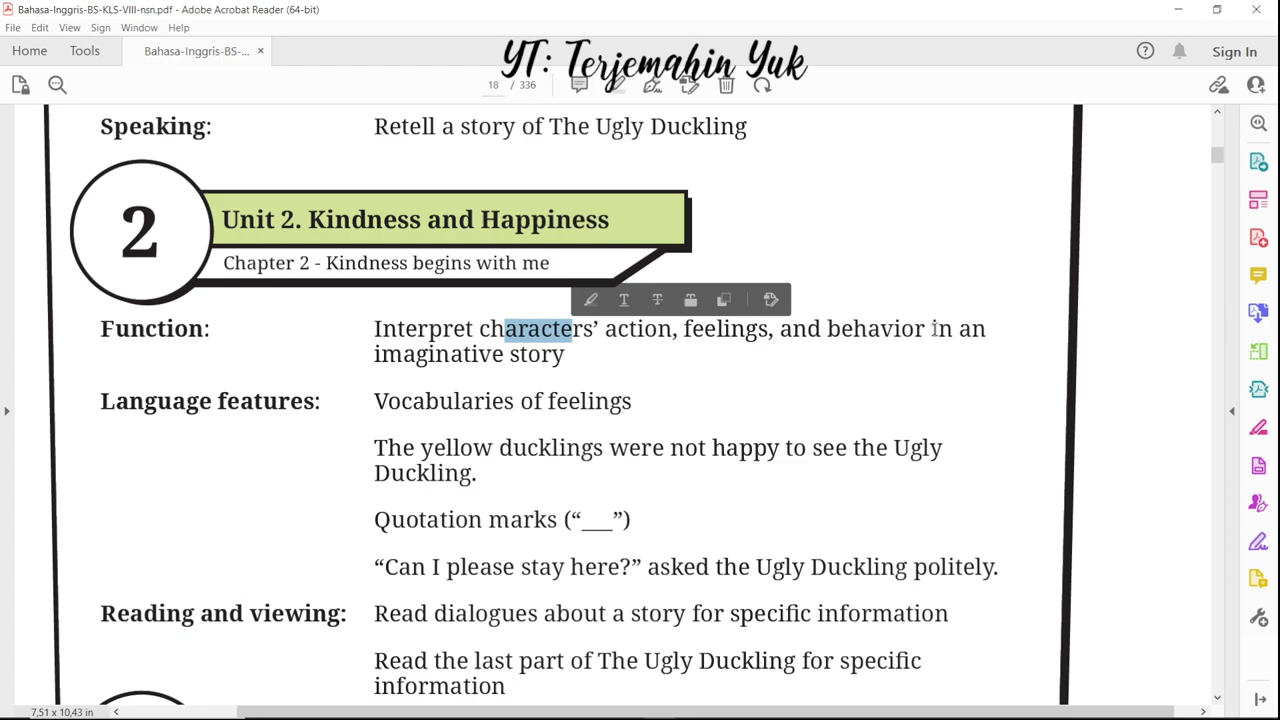 Bahasa-Inggris-BS-KLS-VIII-nsn.pdf - Adobe Acrobat Reader (64-bit)
File Edit View Sign Window Help
Home Tools Bahasa-Inggris-BS-... × Sign In
YT: Terjemahin Yuk
18 / 336
Speaking: Retell a story of The Ugly Duckling
2
Unit 2. Kindness and Happiness
Chapter 2 - Kindness begins with me
Function: Interpret characters’ action, feelings, and behavior in an
imaginative story
Language features: Vocabularies of feelings
The yellow ducklings were not happy to see the Ugly
Duckling.
Quotation marks (“___”)
“Can I please stay here?” asked the Ugly Duckling politely.
Reading and viewing: Read dialogues about a story for specific information
Read the last part of The Ugly Duckling for specific
information
7,51 x 10,43 in